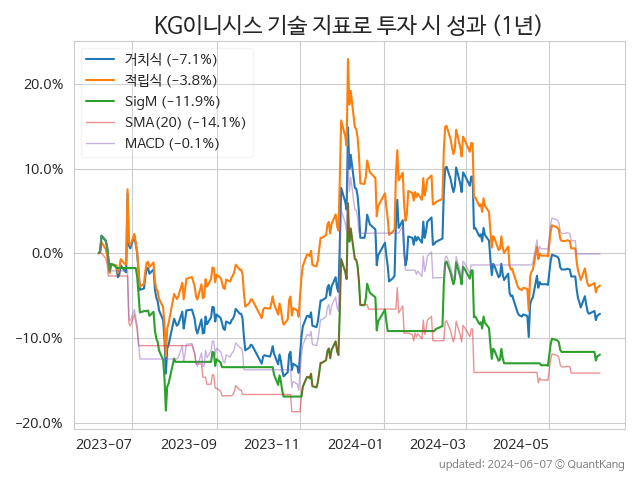 KG이니시스 기술 지표로 투자 시 성과 (1년)
거치식 (−7.1%)
적립식 (−3.8%)
SigM (−11.9%)
SMA(20) (−14.1%)
MACD (−0.1%)
20.0%
10.0%
0.0%
−10.0%
−20.0%
2023-07 2023-09 2023-11 2024-01 2024-03 2024-05
updated: 2024-06-07 ⓒ QuantKang